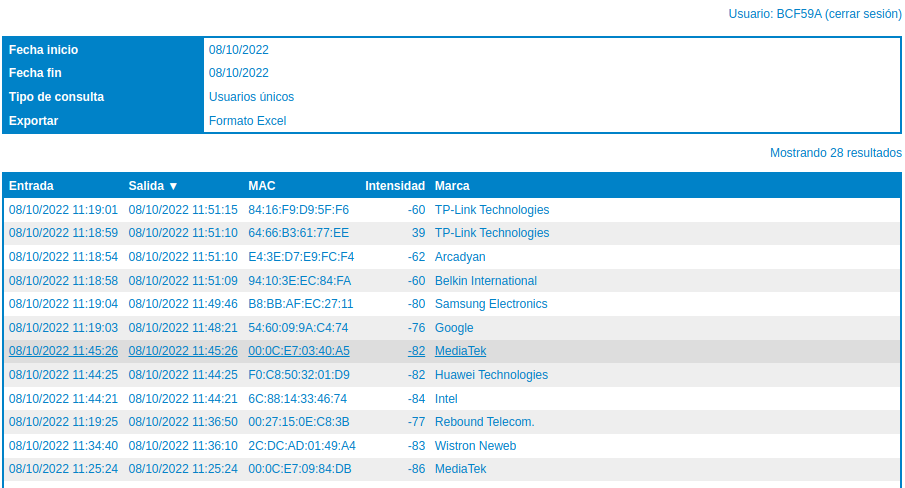 Usuario: BCF59A (cerrar sesión)
Fecha inicio 08/10/2022
Fecha fin 08/10/2022
Tipo de consulta Usuarios únicos
Exportar Formato Excel
Mostrando 28 resultados
Entrada Salida ▼ MAC Intensidad Marca
08/10/2022 11:19:01 08/10/2022 11:51:15 84:16:F9:D9:5F:F6 -60 TP-Link Technologies
08/10/2022 11:18:59 08/10/2022 11:51:10 64:66:B3:61:77:EE 39 TP-Link Technologies
08/10/2022 11:18:54 08/10/2022 11:51:10 E4:3E:D7:E9:FC:F4 -62 Arcadyan
08/10/2022 11:18:58 08/10/2022 11:51:09 94:10:3E:EC:84:FA -60 Belkin International
08/10/2022 11:19:04 08/10/2022 11:49:46 B8:BB:AF:EC:27:11 -80 Samsung Electronics
08/10/2022 11:19:03 08/10/2022 11:48:21 54:60:09:9A:C4:74 -76 Google
08/10/2022 11:45:26 08/10/2022 11:45:26 00:0C:E7:03:40:A5 -82 MediaTek
08/10/2022 11:44:25 08/10/2022 11:44:25 F0:C8:50:32:01:D9 -82 Huawei Technologies
08/10/2022 11:44:21 08/10/2022 11:44:21 6C:88:14:33:46:74 -84 Intel
08/10/2022 11:19:25 08/10/2022 11:36:50 00:27:15:0E:C8:3B -77 Rebound Telecom.
08/10/2022 11:34:40 08/10/2022 11:36:10 2C:DC:AD:01:49:A4 -83 Wistron Neweb
08/10/2022 11:25:24 08/10/2022 11:25:24 00:0C:E7:09:84:DB -86 MediaTek